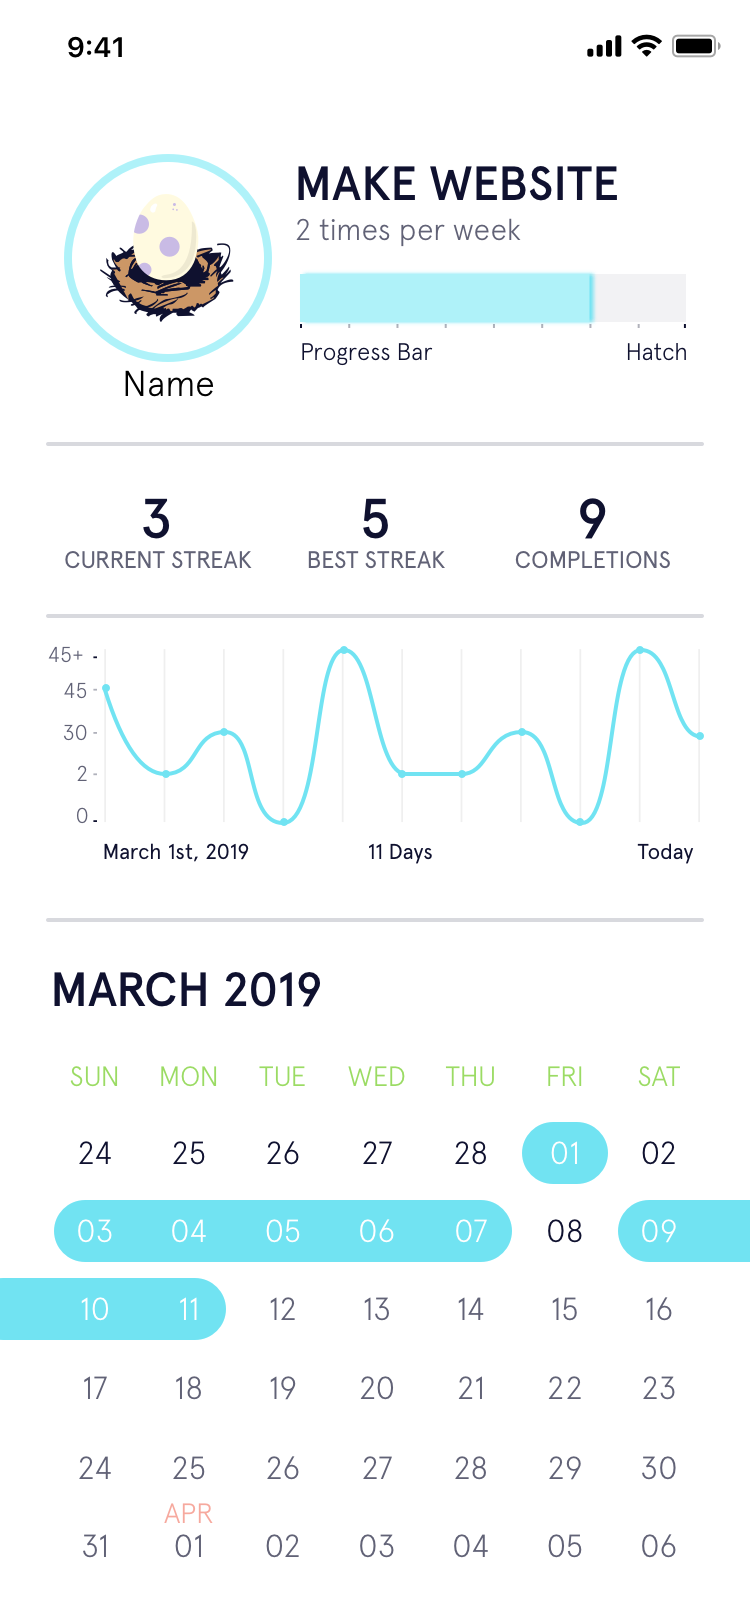 9:41
MAKE WEBSITE
2 times per week
Progress Bar Hatch
Name
3 5 9
CURRENT STREAK BEST STREAK COMPLETIONS
45+
45
30
2
0
March 1st, 2019 11 Days Today
MARCH 2019
SUN MON TUE WED THU FRI SAT
24 25 26 27 28 01 02
03 04 05 06 07 08 09
10 11 12 13 14 15 16
17 18 19 20 21 22 23
24 25 26 27 28 29 30
APR
31 01 02 03 04 05 06